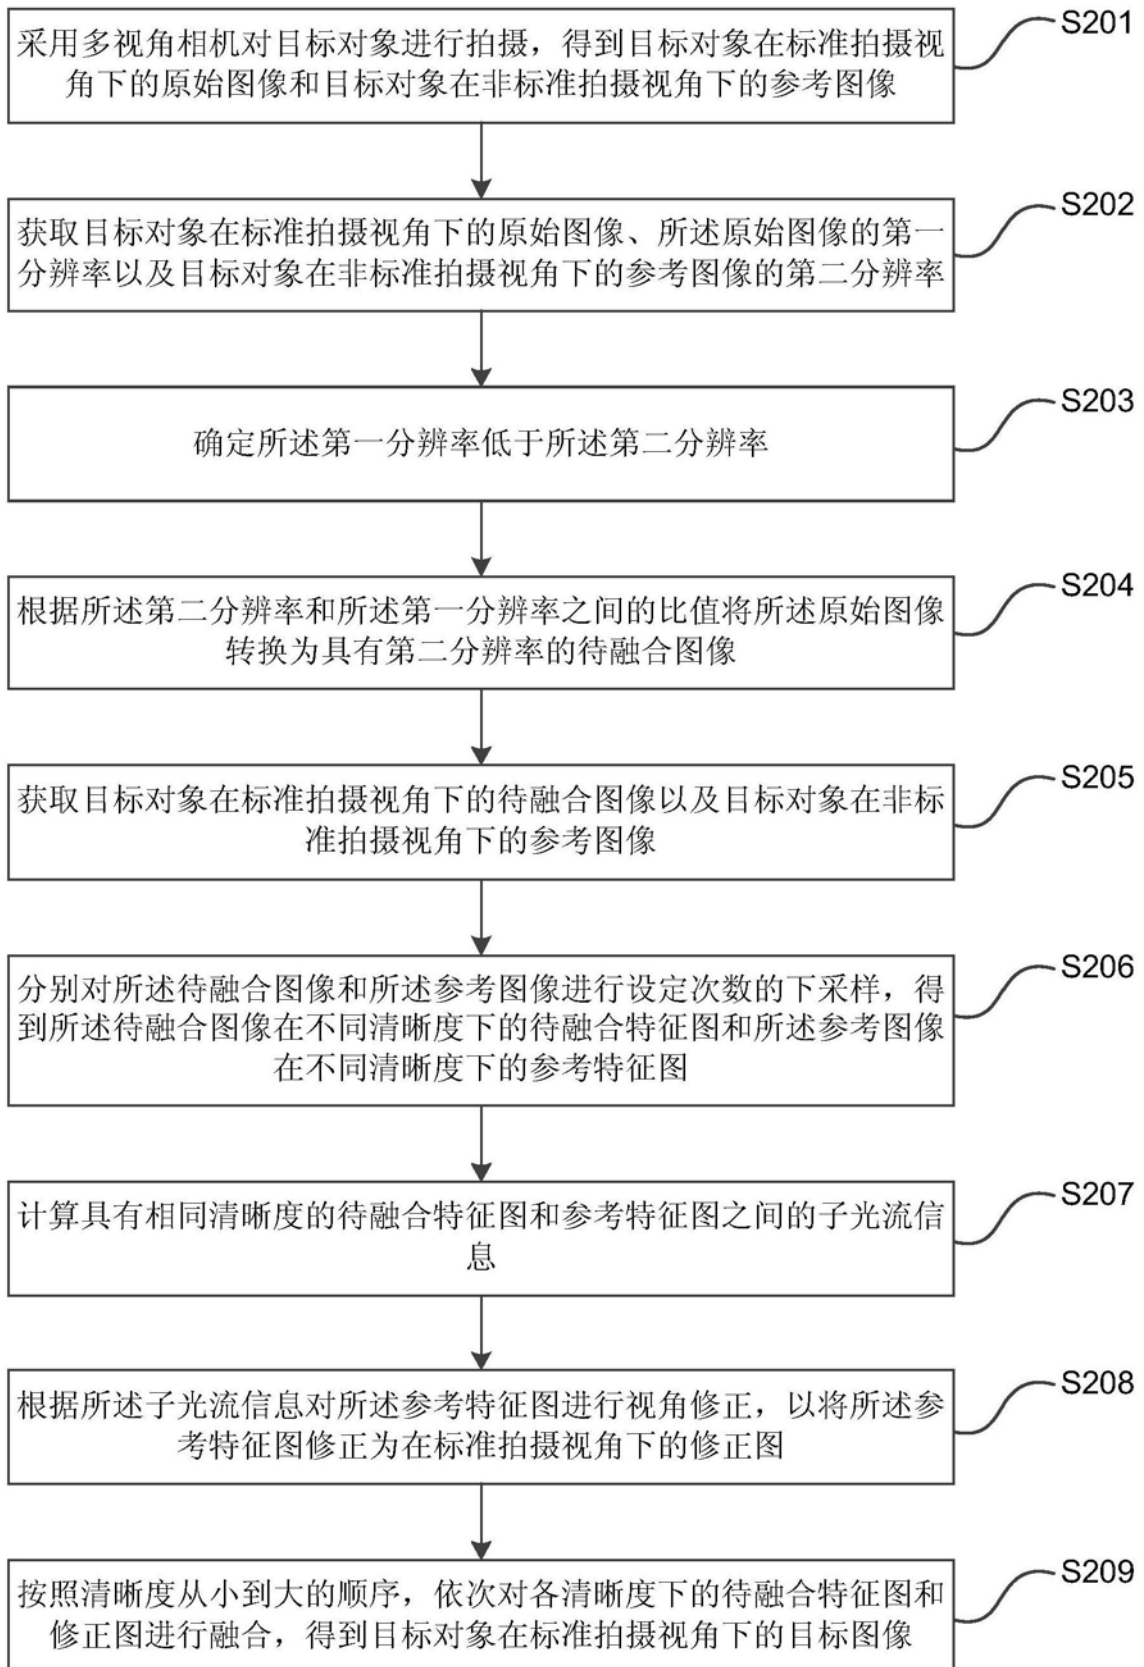 采用多视角相机对目标对象进行拍摄，得到目标对象在标准拍摄视
角下的原始图像和目标对象在非标准拍摄视角下的参考图像
S201
获取目标对象在标准拍摄视角下的原始图像、所述原始图像的第一
分辨率以及目标对象在非标准拍摄视角下的参考图像的第二分辨率
S202
确定所述第一分辨率低于所述第二分辨率
S203
根据所述第二分辨率和所述第一分辨率之间的比值将所述原始图像
转换为具有第二分辨率的待融合图像
S204
获取目标对象在标准拍摄视角下的待融合图像以及目标对象在非标
准拍摄视角下的参考图像
S205
分别对所述待融合图像和所述参考图像进行设定次数的下采样，得
到所述待融合图像在不同清晰度下的待融合特征图和所述参考图像
在不同清晰度下的参考特征图
S206
计算具有相同清晰度的待融合特征图和参考特征图之间的子光流信
息
S207
根据所述子光流信息对所述参考特征图进行视角修正，以将所述参
考特征图修正为在标准拍摄视角下的修正图
S208
按照清晰度从小到大的顺序，依次对各清晰度下的待融合特征图和
修正图进行融合，得到目标对象在标准拍摄视角下的目标图像
S209